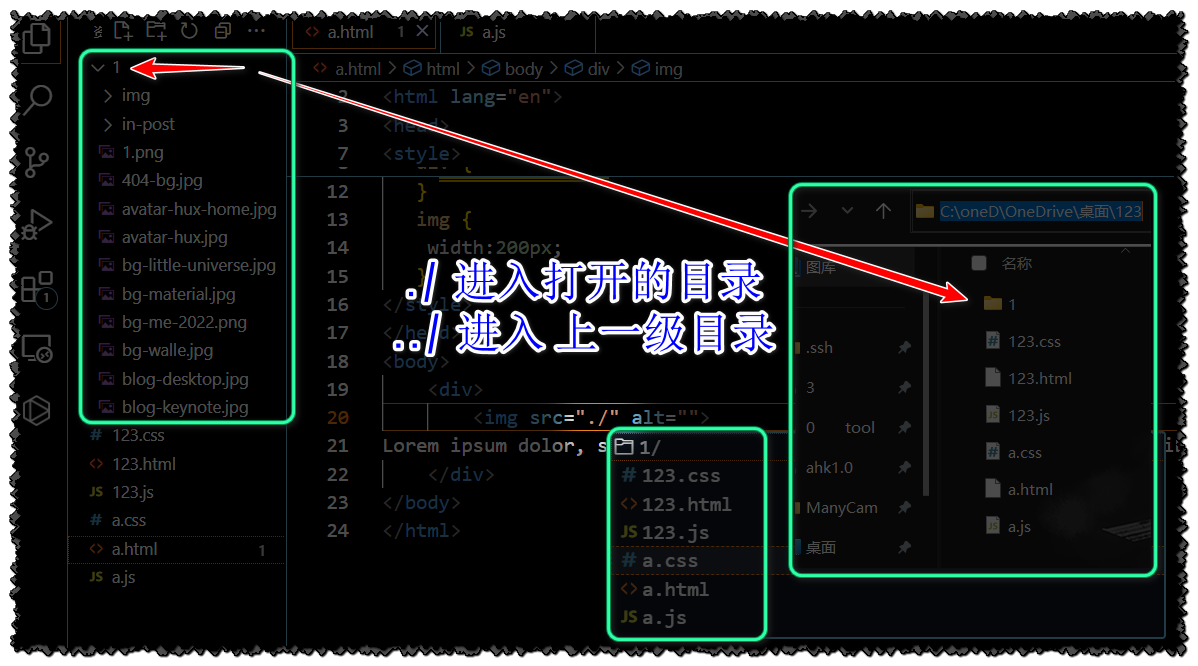 a.html 1
JS a.js
1
img
in-post
1.png
404-bg.jpg
avatar-hux-home.jpg
avatar-hux.jpg
bg-little-universe.jpg
bg-material.jpg
bg-me-2022.png
bg-walle.jpg
blog-desktop.jpg
blog-keynote.jpg
# 123.css
<> 123.html
JS 123.js
# a.css
<> a.html 1
JS a.js
1
<> a.html > html > body > div > img
2 <html lang="en">
3 <head>
7 <style>
12 }
13 img {
14 width:200px;
15 }
16 </style>
17 </head>
18 <body>
19 <div>
20 <img src="./" alt="">
21 Lorem ipsum dolor, s
22 </div>
23 </body>
24 </html>
./ 进入打开的目录
../ 进入 上一级目录
1/
# 123.css
<> 123.html
JS 123.js
# a.css
<> a.html
JS a.js
C:\oneD\OneDrive\桌面\123
图库
.ssh
3
0 tool
ahk1.0
ManyCam
桌面
名称
1
123.css
123.html
123.js
a.css
a.html
a.js